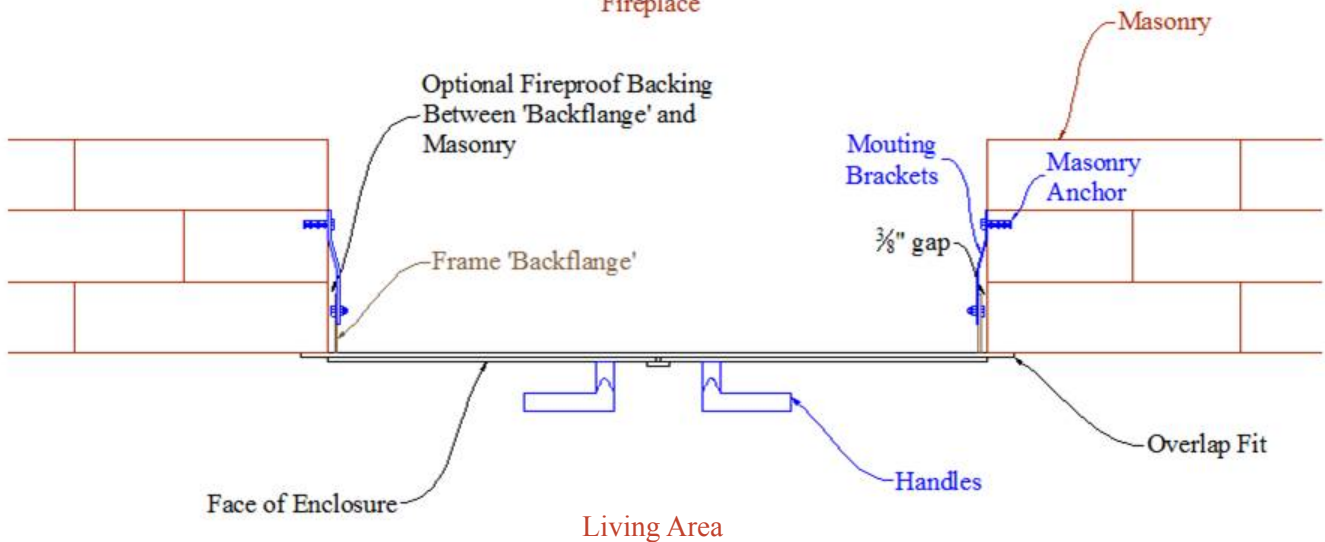 Fireplace
Masonry
Optional Fireproof Backing
Between 'Backflange' and
Masonry
Mouting
Brackets
Masonry
Anchor
⅜" gap
Frame 'Backflange'
Overlap Fit
Handles
Face of Enclosure
Living Area